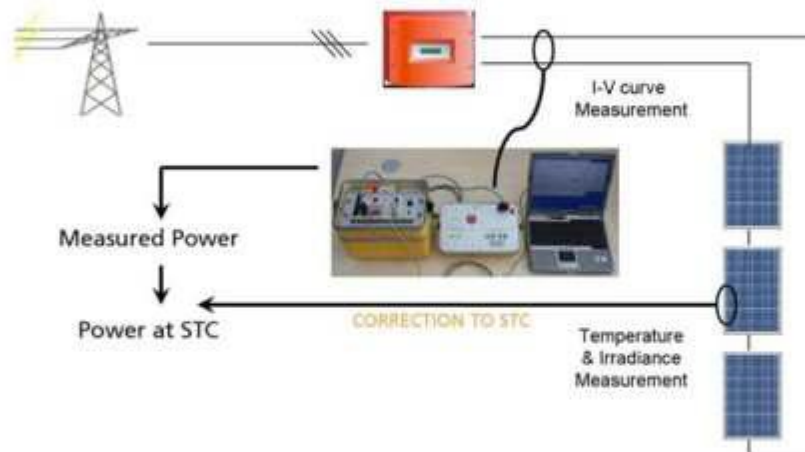 I-V curve
Measurement
Measured Power
Power at STC
CORRECTION TO STC
Temperature
& Irradiance
Measurement